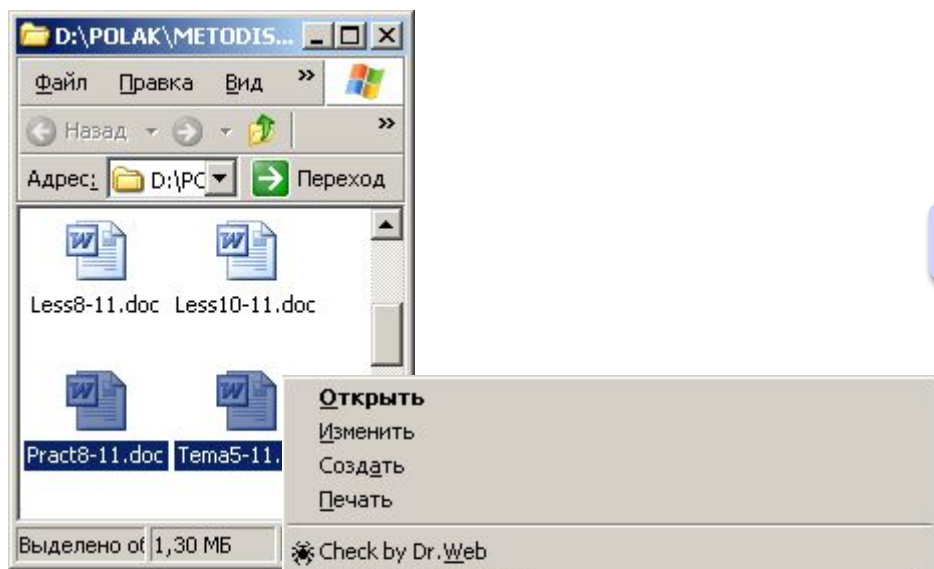 D:\POLAK\METODIS...
Файл Правка Вид »
Назад »
Адрес: D:\PC Переход
Less8-11.doc Less10-11.doc
Pract8-11.doc Tema5-11.
Открыть
Изменить
Создать
Печать
Выделено об 1,30 МБ
Check by Dr.Web